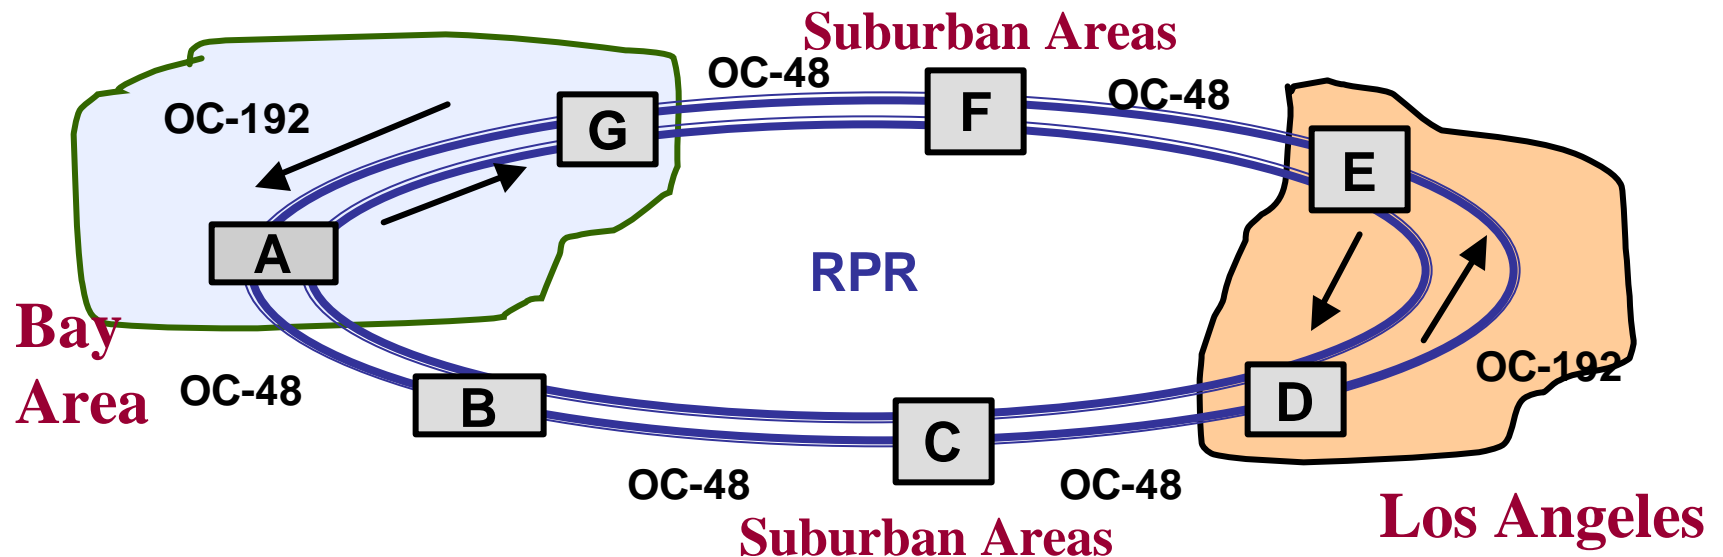 Suburban Areas
OC-48
OC-48
OC-192
G
F
E
A
RPR
Bay
Area
OC-48
B
C
D
OC-192
OC-48
OC-48
Los Angeles
Suburban Areas